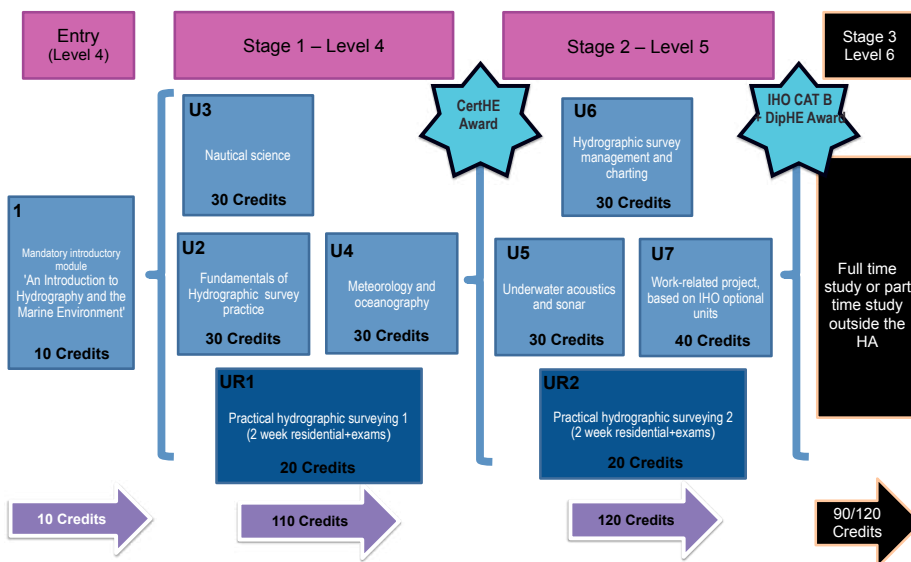 Entry
(Level 4)
Stage 1 – Level 4
Stage 2 – Level 5
Stage 3
Level 6
CertHE
Award
IHO CAT B
+ DipHE Award
U3
Nautical science
30 Credits
U6
Hydrographic survey
management and
charting
30 Credits
1
Mandatory introductory
module
'An Introduction to
Hydrography and the
Marine Environment'
10 Credits
U2
Fundamentals of
Hydrographic survey
practice
30 Credits
U4
Meteorology and
oceanography
30 Credits
U5
Underwater acoustics
and sonar
30 Credits
U7
Work-related project,
based on IHO optional
units
40 Credits
Full time
study or part
time study
outside the
HA
UR1
Practical hydrographic surveying 1
(2 week residential+exams)
20 Credits
UR2
Practical hydrographic surveying 2
(2 week residential+exams)
20 Credits
10 Credits
110 Credits
120 Credits
90/120
Credits